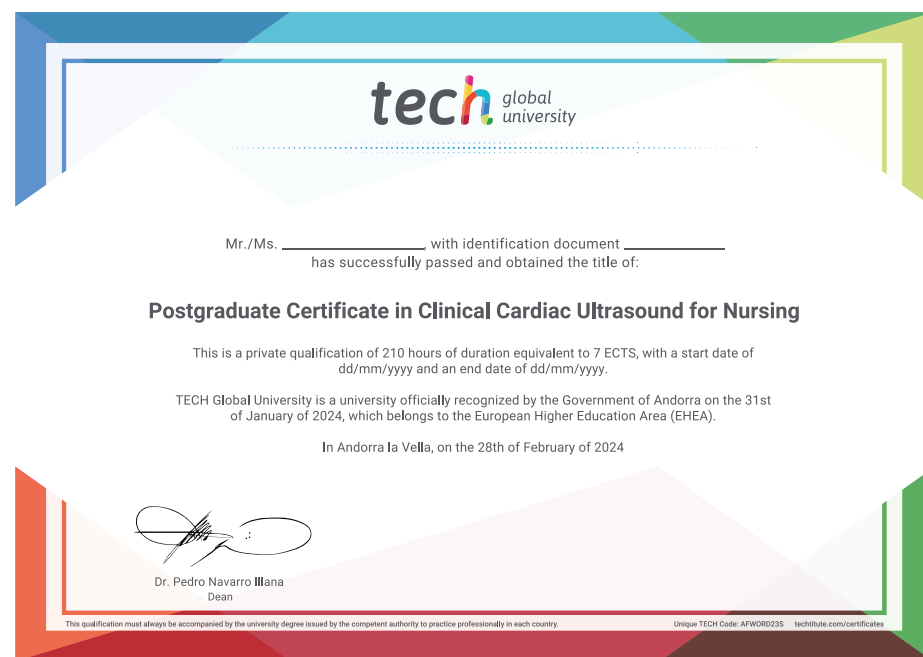 tech global university
Mr./Ms. ____________, with identification document ____________
has successfully passed and obtained the title of:
Postgraduate Certificate in Clinical Cardiac Ultrasound for Nursing
This is a private qualification of 210 hours of duration equivalent to 7 ECTS, with a start date of
dd/mm/yyyy and an end date of dd/mm/yyyy.
TECH Global University is a university officially recognized by the Government of Andorra on the 31st
of January of 2024, which belongs to the European Higher Education Area (EHEA).
In Andorra la Vella, on the 28th of February of 2024
Dr. Pedro Navarro Illana
Dean
This qualification must always be accompanied by the university degree issued by the competent authority to practice professionally in each country.
Unique TECH Code: AFWORD23S techtitute.com/certificates